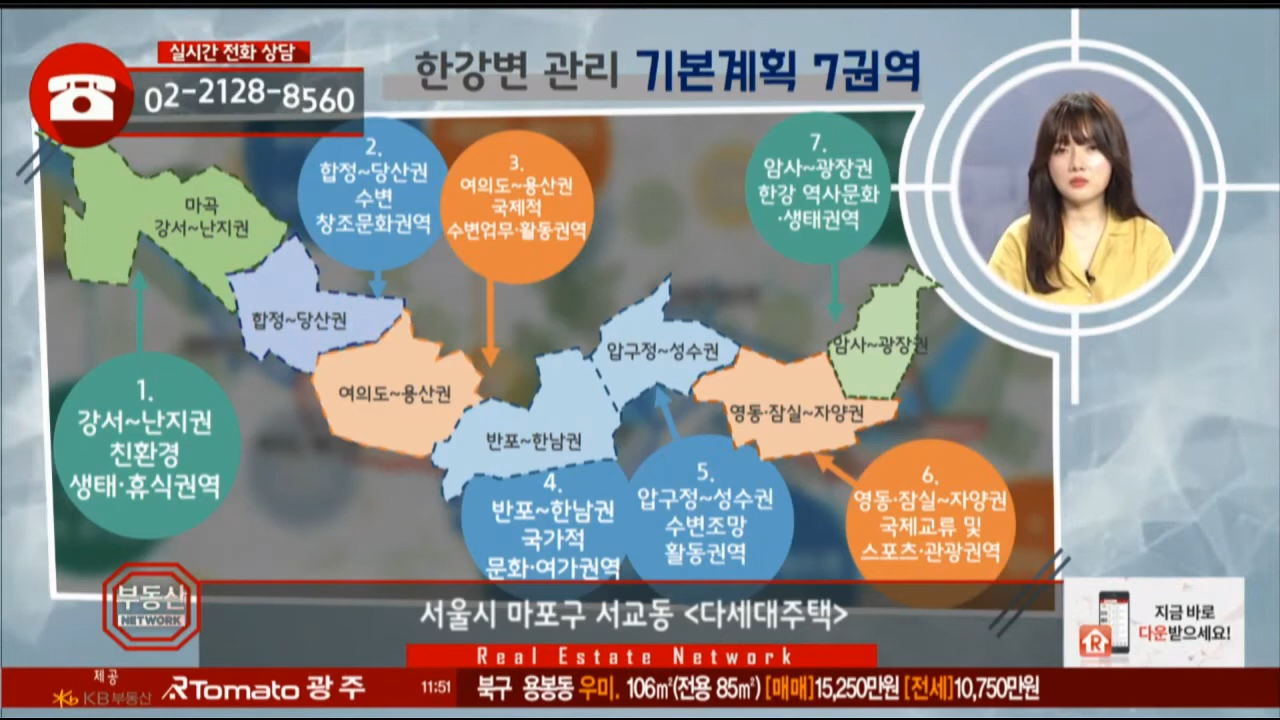 실시간 전화 상담
02-2128-8560
한강변 관리 기본계획 7권역
2.
합정~당산권
수변
창조문화권역
3.
여의도~용산권
국제적
수변업무·활동권역
7.
암사~광장권
한강 역사문화
·생태권역
마곡
강서~난지권
합정~당산권
여의도~용산권
반포~한남권
압구정~성수권
영동·잠실~자양권
암사~광장권
1.
강서~난지권
친환경
생태·휴식권역
4.
반포~한남권
국가적
문화·여가권역
5.
압구정~성수권
수변조망
활동권역
6.
영동·잠실~자양권
국제교류 및
스포츠·관광권역
부동산
NETWORK
서울시 마포구 서교동 <다세대주택>
Real Estate Network
지금 바로
다운받으세요!
제공
KB부동산
RTomato 광주
11:51
북구 용봉동 우미. 106㎡(전용 85㎡) [매매]15,250만원 [전세]10,750만원